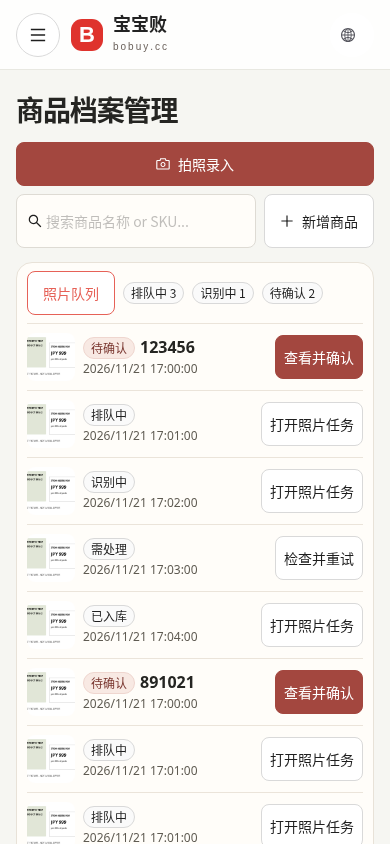 B
宝宝败
bobuy.cc
商品档案管理
拍照录入
搜索商品名称 or SKU...
新增商品
照片队列
排队中 3
识别中 1
待确认 2
待确认 123456
2026/11/21 17:00:00
查看并确认
排队中
2026/11/21 17:01:00
打开照片任务
识别中
2026/11/21 17:02:00
打开照片任务
需处理
2026/11/21 17:03:00
检查并重试
已入库
2026/11/21 17:04:00
打开照片任务
待确认 891021
2026/11/21 17:00:00
查看并确认
排队中
2026/11/21 17:01:00
打开照片任务
排队中
2026/11/21 17:01:00
打开照片任务